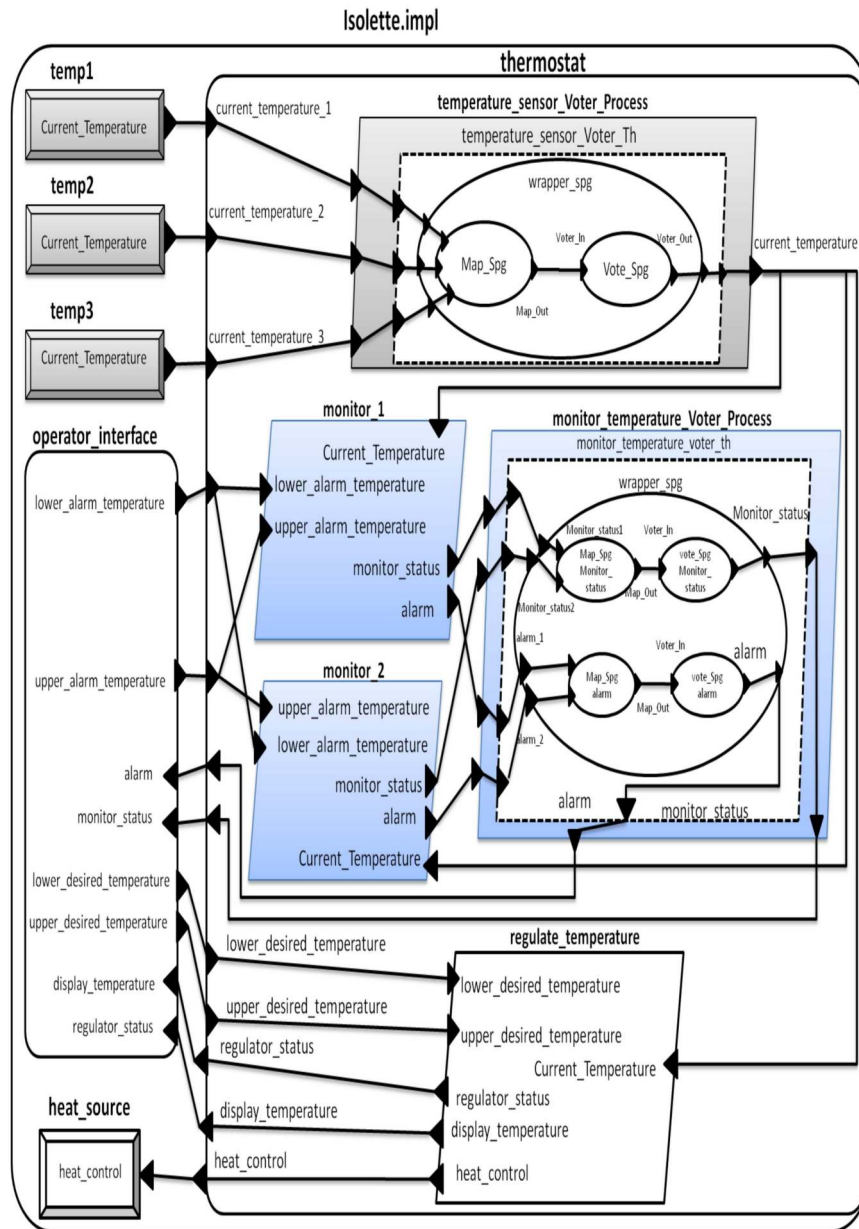 Isolette.impl
temp1
Current_Temperature
temp2
Current_Temperature
temp3
Current_Temperature
thermostat
current_temperature_1
current_temperature_2
current_temperature_3
temperature_sensor_Voter_Process
temperature_sensor_Voter_Th
wrapper_spg
Map_Spg
Map_Out
Voter_In
Vote_Spg
Voter_Out
current_temperature
operator_interface
lower_alarm_temperature
upper_alarm_temperature
alarm
monitor_status
lower_desired_temperature
upper_desired_temperature
display_temperature
regulator_status
monitor_1
Current_Temperature
lower_alarm_temperature
upper_alarm_temperature
monitor_status
alarm
monitor_2
upper_alarm_temperature
lower_alarm_temperature
monitor_status
alarm
Current_Temperature
monitor_temperature_Voter_Process
monitor_temperature_voter_th
wrapper_spg
Monitor_status
Monitor_status1
Voter_In
Map_Spg
Monitor_
status
vote_Spg
Monitor_
status
Map_Out
Monitor_status2
alarm_1
Voter_In
alarm
Map_Spg
alarm
vote_Spg
alarm
Map_Out
alarm_2
alarm
monitor_status
lower_desired_temperature
upper_desired_temperature
regulator_status
display_temperature
heat_control
regulate_temperature
lower_desired_temperature
upper_desired_temperature
Current_Temperature
regulator_status
display_temperature
heat_control
heat_source
heat_control